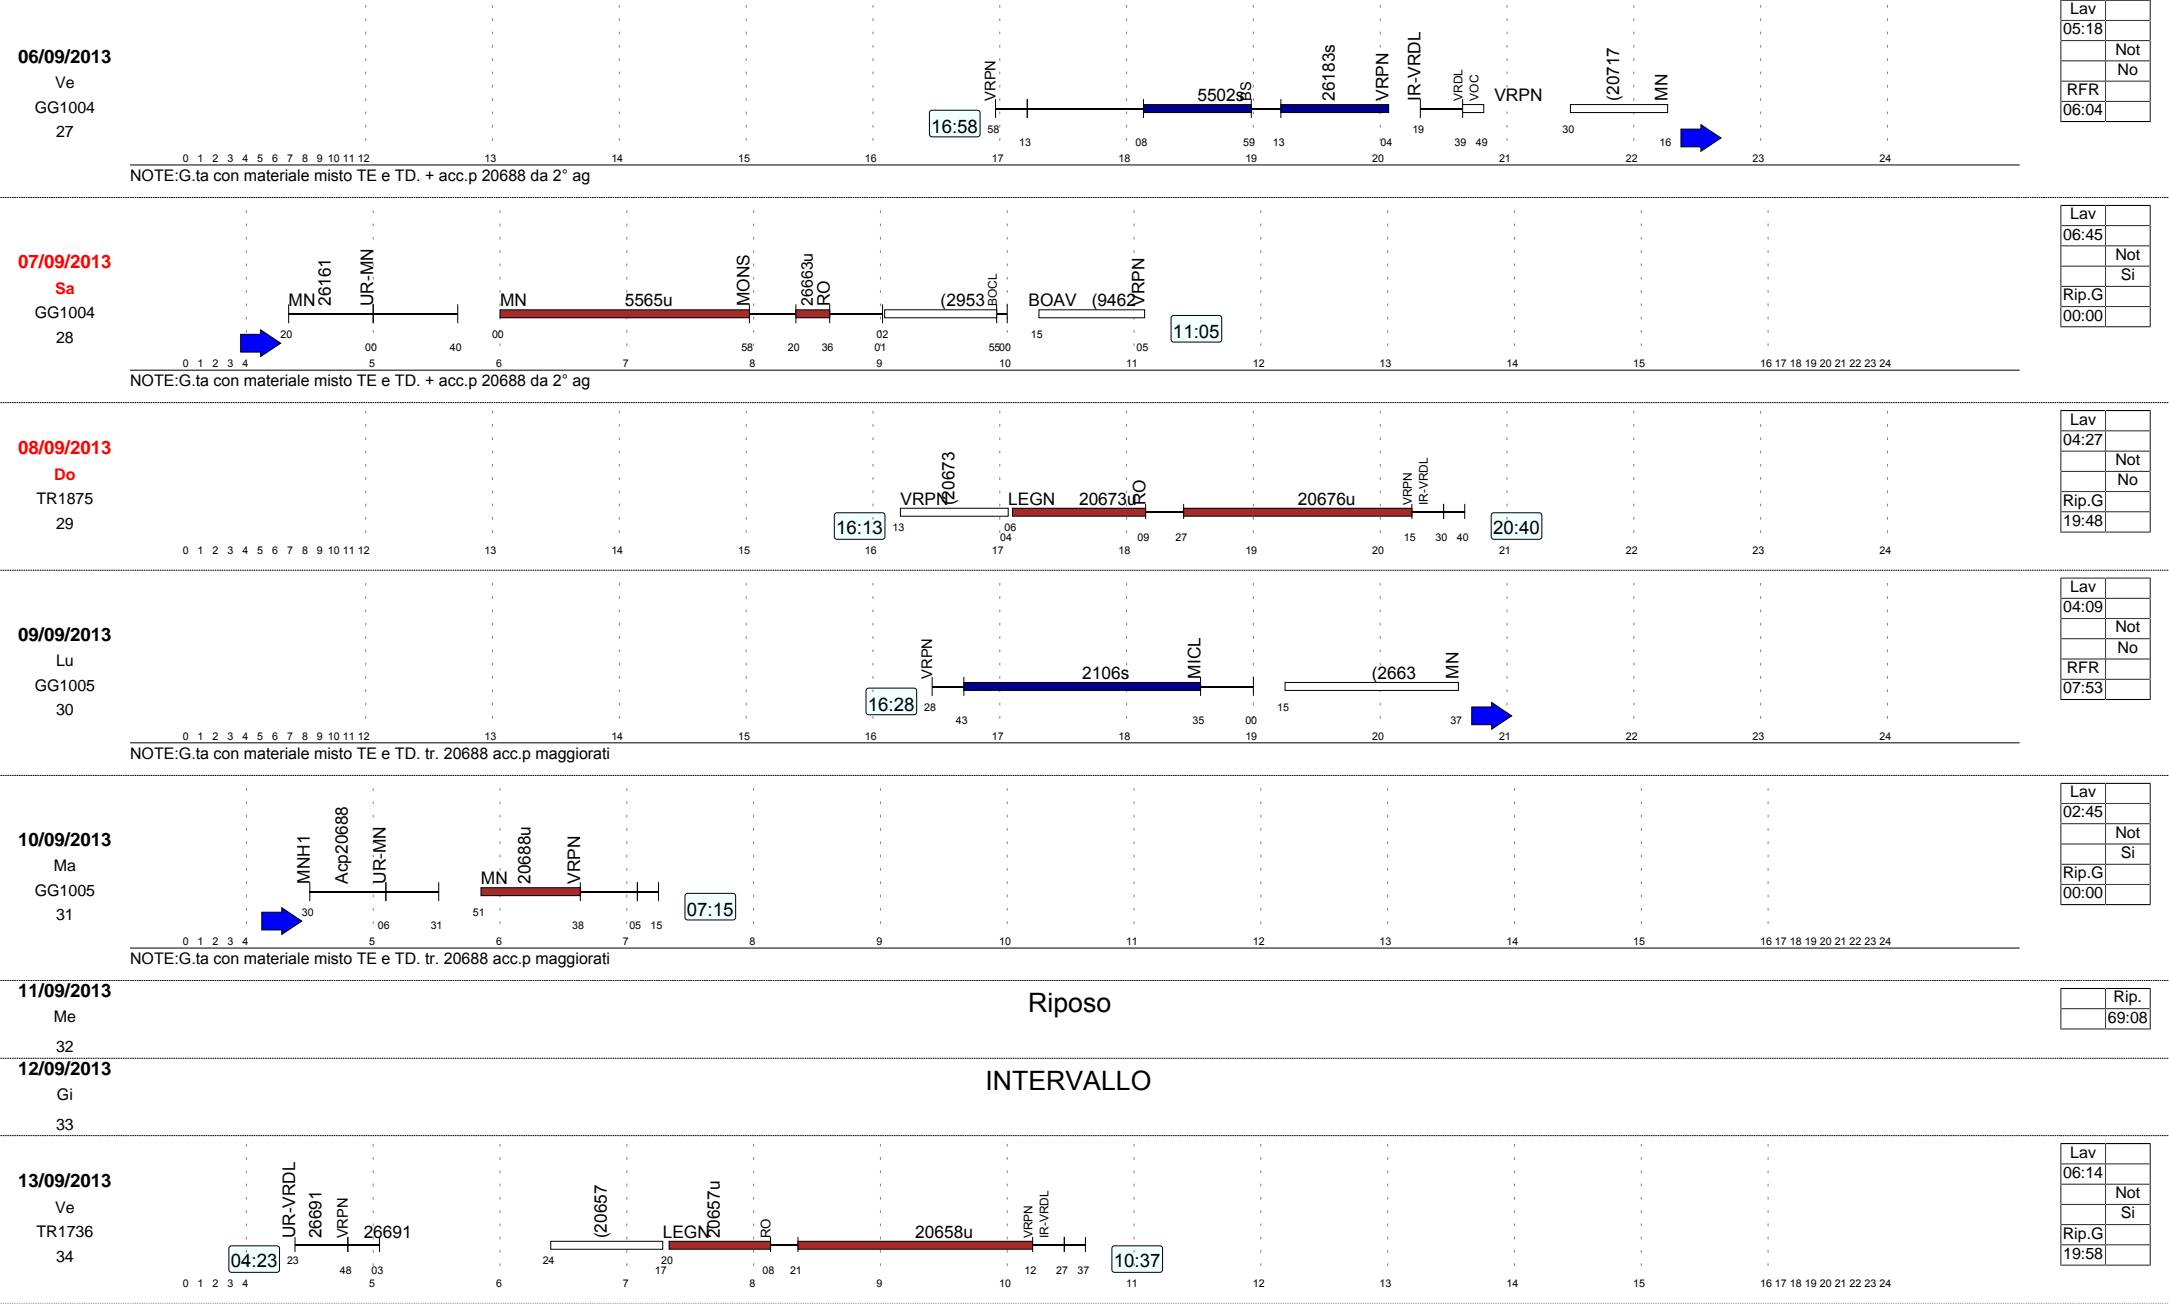 06/09/2013
Ve
GG1004
27
16:58
VRPN 5502s BS 26183s VRPN IR-VRDL VRDL VOC VRPN (20717 MN
58 13 08 59 13 04 19 39 49 30 16
0 1 2 3 4 5 6 7 8 9 10 11 12 13 14 15 16 17 18 19 20 21 22 23 24
NOTE:G.ta con materiale misto TE e TD. + acc.p 20688 da 2° ag
Lav
05:18
Not
No
RFR
06:04
07/09/2013
Sa
GG1004
28
MN 26161 UR-MN MN 5565u MONS 26663u RO (2953 BOCL BOAV (9462 VRPN
20 00 40 00 58 20 36 01 02 55 00 15 05
11:05
0 1 2 3 4 5 6 7 8 9 10 11 12 13 14 15 16 17 18 19 20 21 22 23 24
NOTE:G.ta con materiale misto TE e TD. + acc.p 20688 da 2° ag
Lav
06:45
Not
Si
Rip.G
00:00
08/09/2013
Do
TR1875
29
16:13
VRPN (20673 LEGN 20673u RO 20676u VRPN IR-VRDL
13 04 06 09 27 15 30 40
20:40
0 1 2 3 4 5 6 7 8 9 10 11 12 13 14 15 16 17 18 19 20 21 22 23 24
Lav
04:27
Not
No
Rip.G
19:48
09/09/2013
Lu
GG1005
30
16:28
VRPN 2106s MICL (2663 MN
28 43 35 00 15 37
0 1 2 3 4 5 6 7 8 9 10 11 12 13 14 15 16 17 18 19 20 21 22 23 24
NOTE:G.ta con materiale misto TE e TD. tr. 20688 acc.p maggiorati
Lav
04:09
Not
No
RFR
07:53
10/09/2013
Ma
GG1005
31
MNH1 Acp20688 UR-MN MN 20688u VRPN
30 06 31 51 38 05 15
07:15
0 1 2 3 4 5 6 7 8 9 10 11 12 13 14 15 16 17 18 19 20 21 22 23 24
NOTE:G.ta con materiale misto TE e TD. tr. 20688 acc.p maggiorati
Lav
02:45
Not
Si
Rip.G
00:00
11/09/2013
Me
32
Riposo
Rip.
69:08
12/09/2013
Gi
33
INTERVALLO
13/09/2013
Ve
TR1736
34
04:23
UR-VRDL 26691 VRPN 26691 (20657 LEGN 20657u RO 20658u VRPN IR-VRDL
23 48 03 24 17 20 08 21 12 27 37
10:37
0 1 2 3 4 5 6 7 8 9 10 11 12 13 14 15 16 17 18 19 20 21 22 23 24
Lav
06:14
Not
Si
Rip.G
19:58